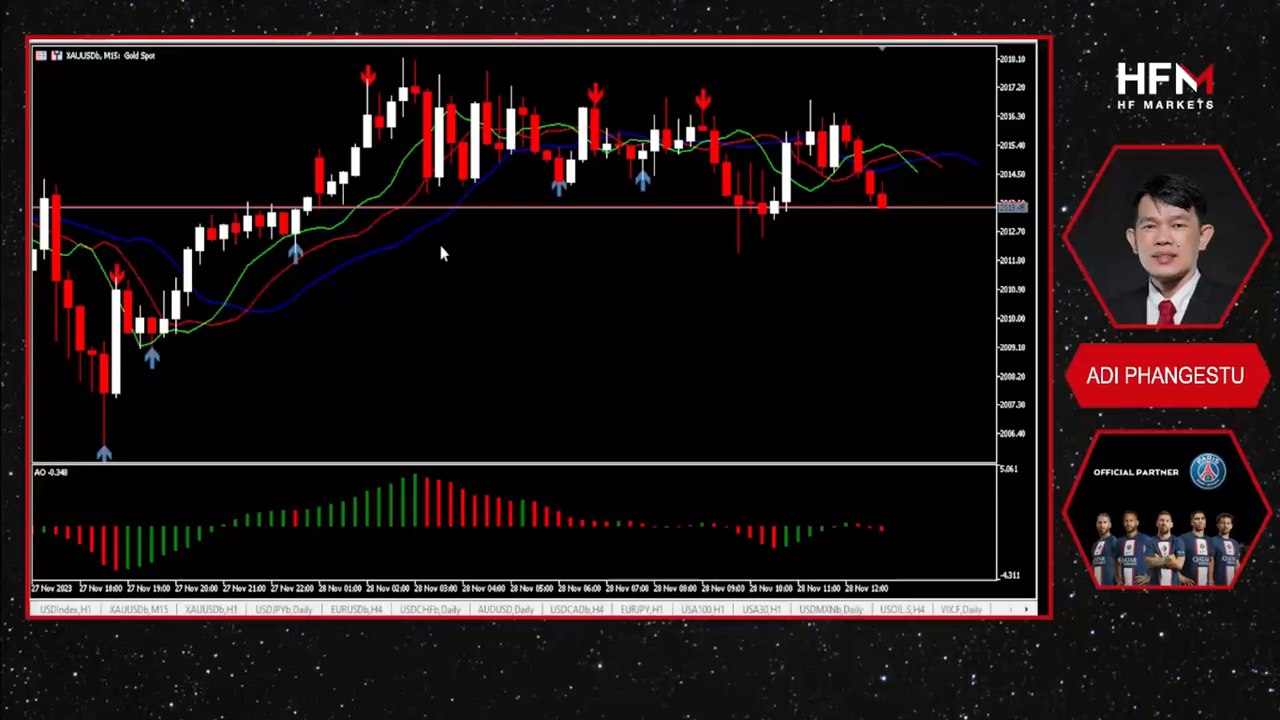 XAUUSDb, M15: Gold Spot
2018.10
2017.20
2016.30
2015.40
2014.50
2012.70
2011.80
2010.90
2010.00
2009.10
2008.20
2007.30
2006.40
AO -0.348
5.061
-4.311
27 Nov 2023
27 Nov 18:00
27 Nov 19:00
27 Nov 20:00
27 Nov 21:00
27 Nov 22:00
28 Nov 01:00
28 Nov 02:00
28 Nov 03:00
28 Nov 04:00
28 Nov 05:00
28 Nov 06:00
28 Nov 07:00
28 Nov 08:00
28 Nov 09:00
28 Nov 10:00
28 Nov 11:00
28 Nov 12:00
USDIndex,H1
XAUUSDb,M15
XAUUSDb,H1
USDJPYb,Daily
EURUSDb,H4
USDCHFb,Daily
AUDUSD,Daily
USDCADb,H4
EURJPY,H1
USA100,H1
USA30,H1
USDMXNb,Daily
USOIL.S,H4
HFM
HF MARKETS
ADI PHANGESTU
OFFICIAL PARTNER
PARIS